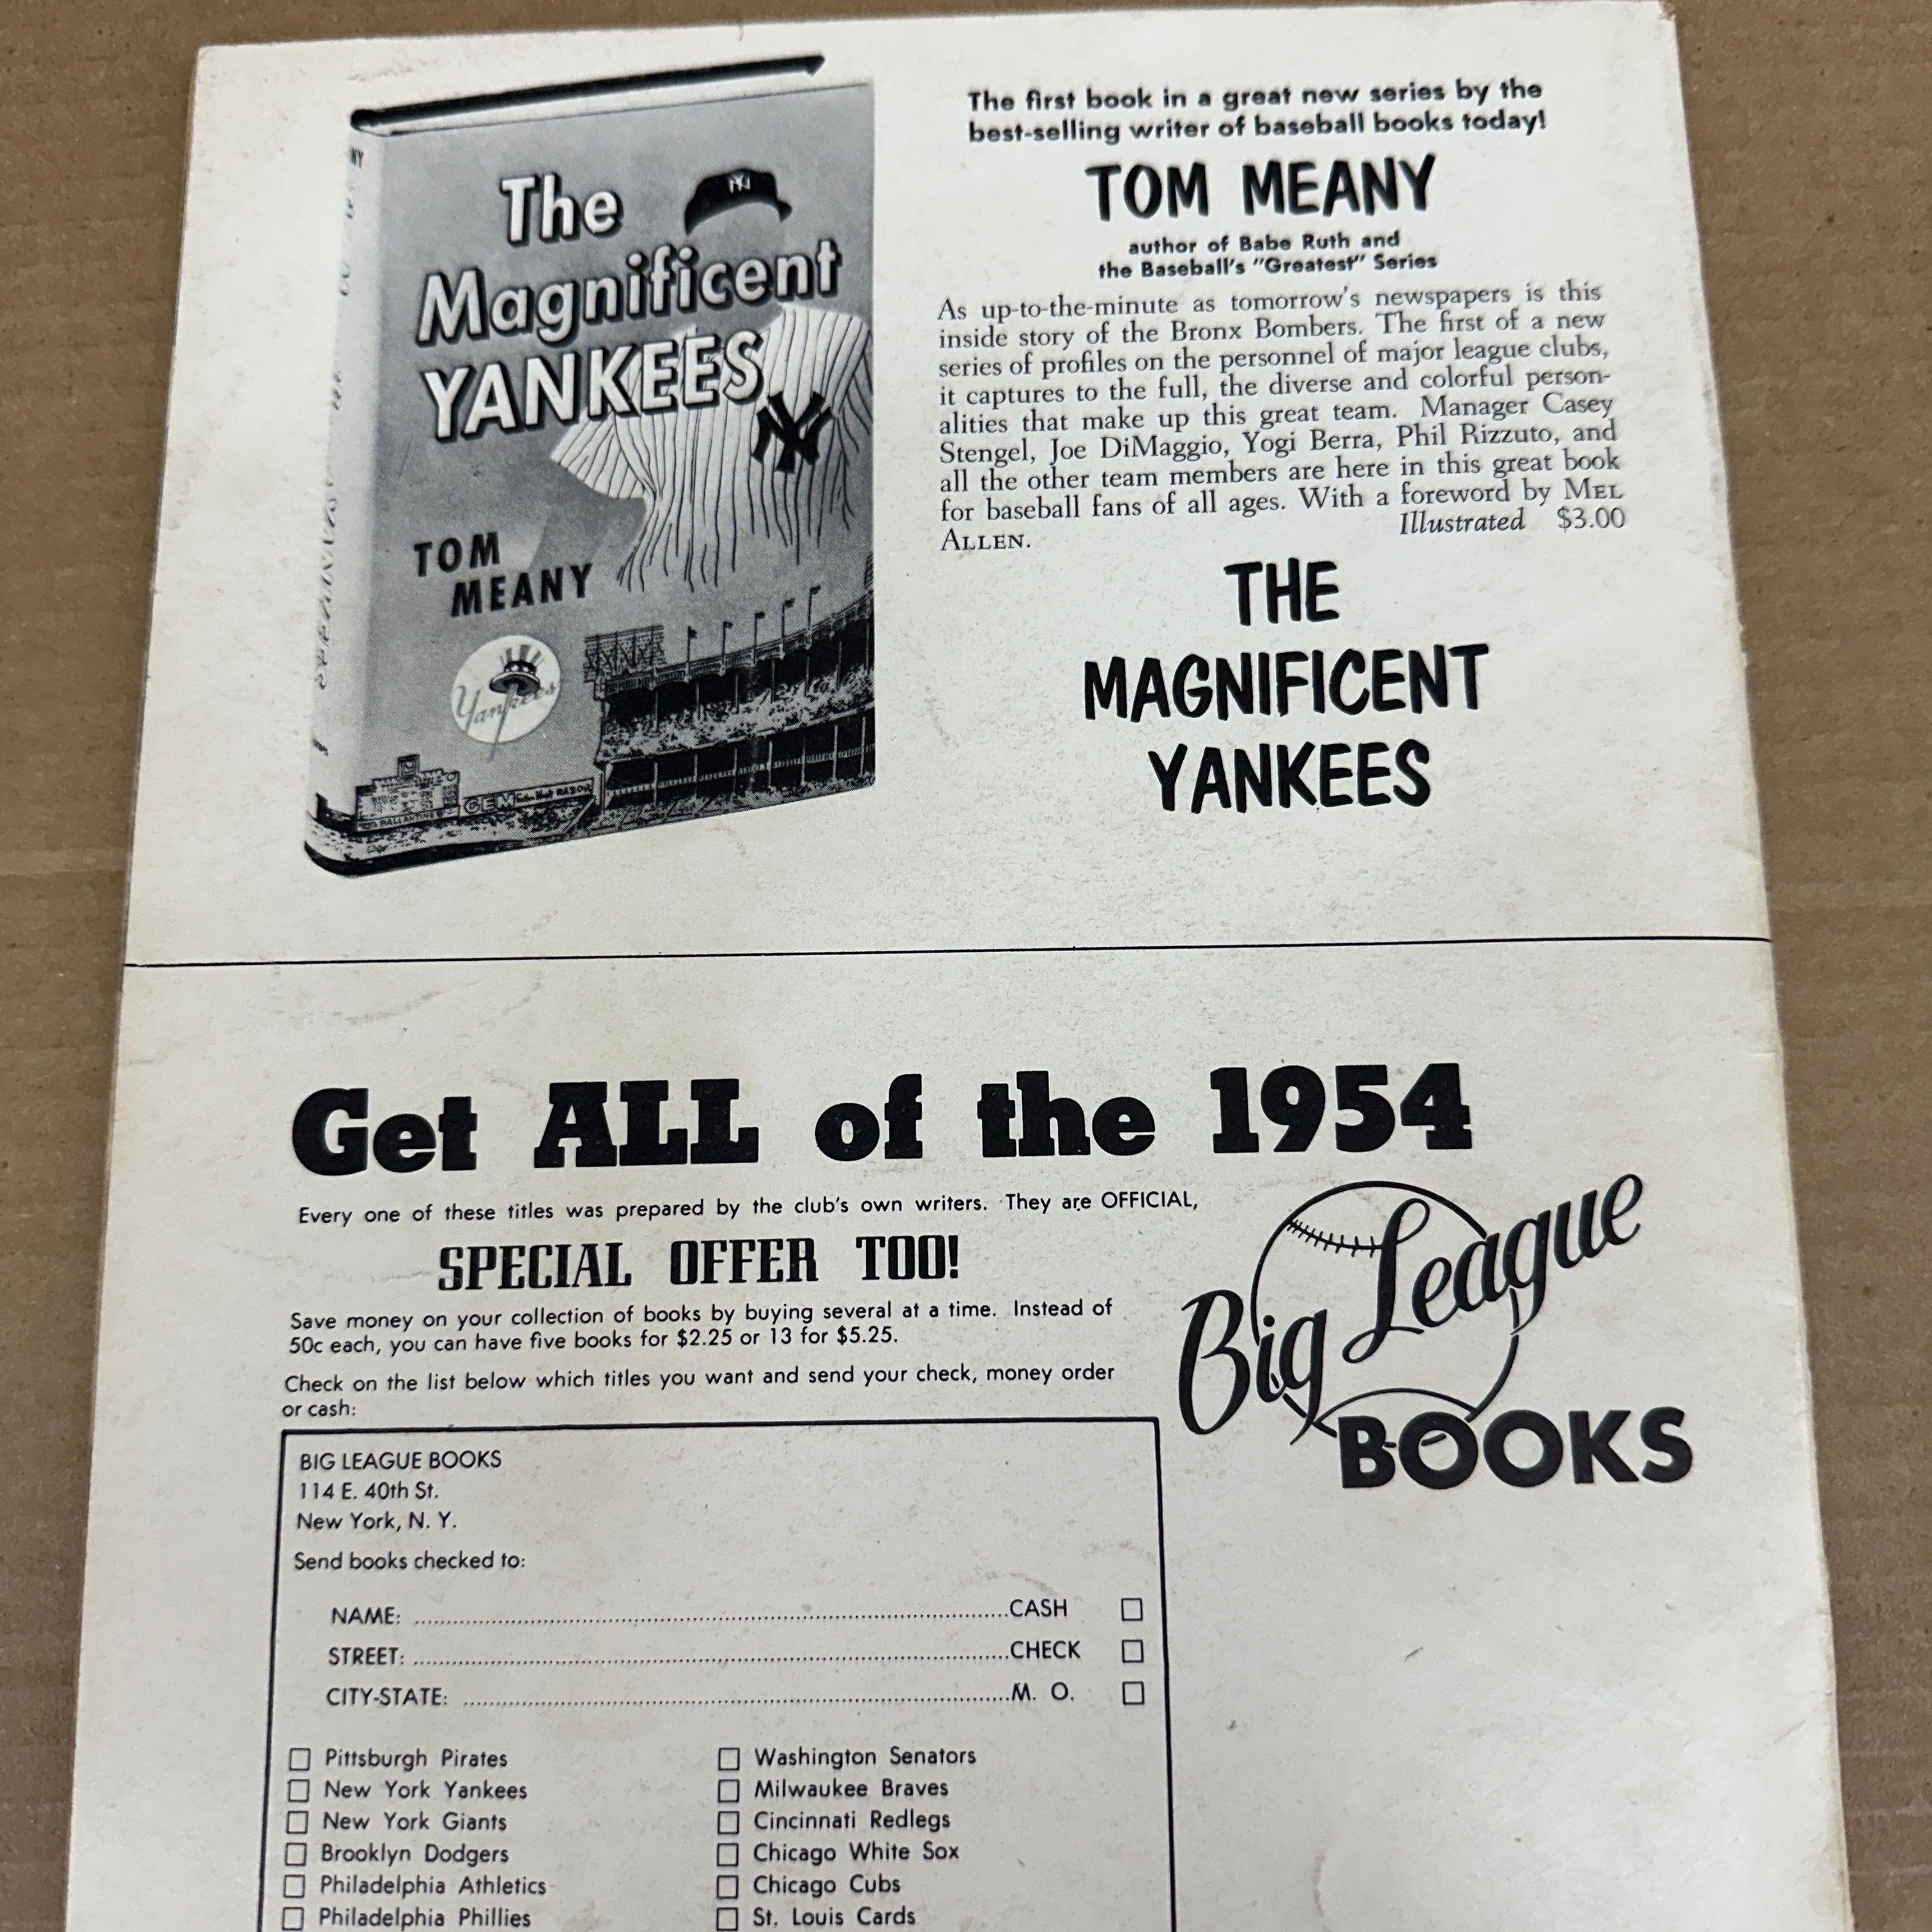 The
Magnificent
YANKEES
TOM
MEANY
Yankees
BALLANTINE
GEM
The first book in a great new series by the
best-selling writer of baseball books today!
TOM MEANY
author of Babe Ruth and
the Baseball's "Greatest" Series
As up-to-the-minute as tomorrow's newspapers is this
inside story of the Bronx Bombers. The first of a new
series of profiles on the personnel of major league clubs,
it captures to the full, the diverse and colorful person-
alities that make up this great team. Manager Casey
Stengel, Joe DiMaggio, Yogi Berra, Phil Rizzuto, and
all the other team members are here in this great book
for baseball fans of all ages. With a foreword by MEL
ALLEN. Illustrated $3.00
THE
MAGNIFICENT
YANKEES
Get ALL of the 1954
Every one of these titles was prepared by the club's own writers. They are OFFICIAL,
Big League
BOOKS
SPECIAL OFFER TOO!
Save money on your collection of books by buying several at a time. Instead of
50c each, you can have five books for $2.25 or 13 for $5.25.
Check on the list below which titles you want and send your check, money order
or cash:
BIG LEAGUE BOOKS
114 E. 40th St.
New York, N. Y.
Send books checked to:
NAME: CASH
STREET: CHECK
CITY-STATE: M. O.
Pittsburgh Pirates
New York Yankees
New York Giants
Brooklyn Dodgers
Philadelphia Athletics
Philadelphia Phillies
Washington Senators
Milwaukee Braves
Cincinnati Redlegs
Chicago White Sox
Chicago Cubs
St. Louis Cards